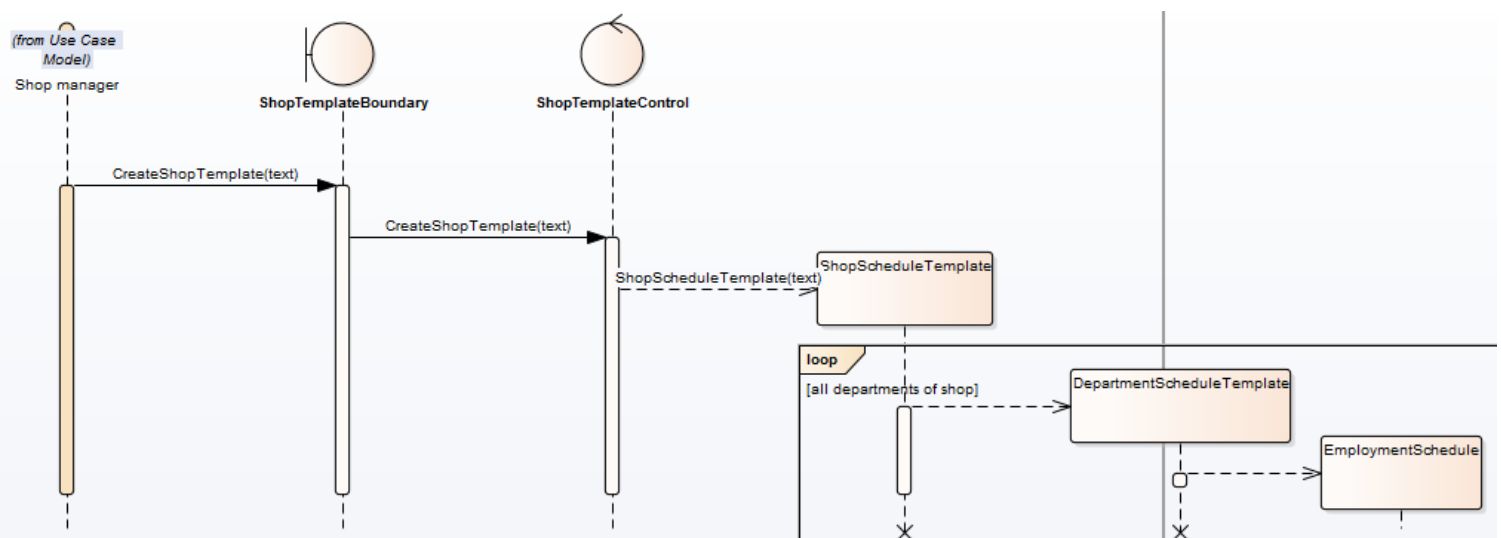 (from Use Case
Model)
Shop manager
ShopTemplateBoundary
ShopTemplateControl
CreateShopTemplate(text)
CreateShopTemplate(text)
ShopScheduleTemplate(text)
ShopScheduleTemplate
loop
[all departments of shop]
DepartmentScheduleTemplate
EmploymentSchedule